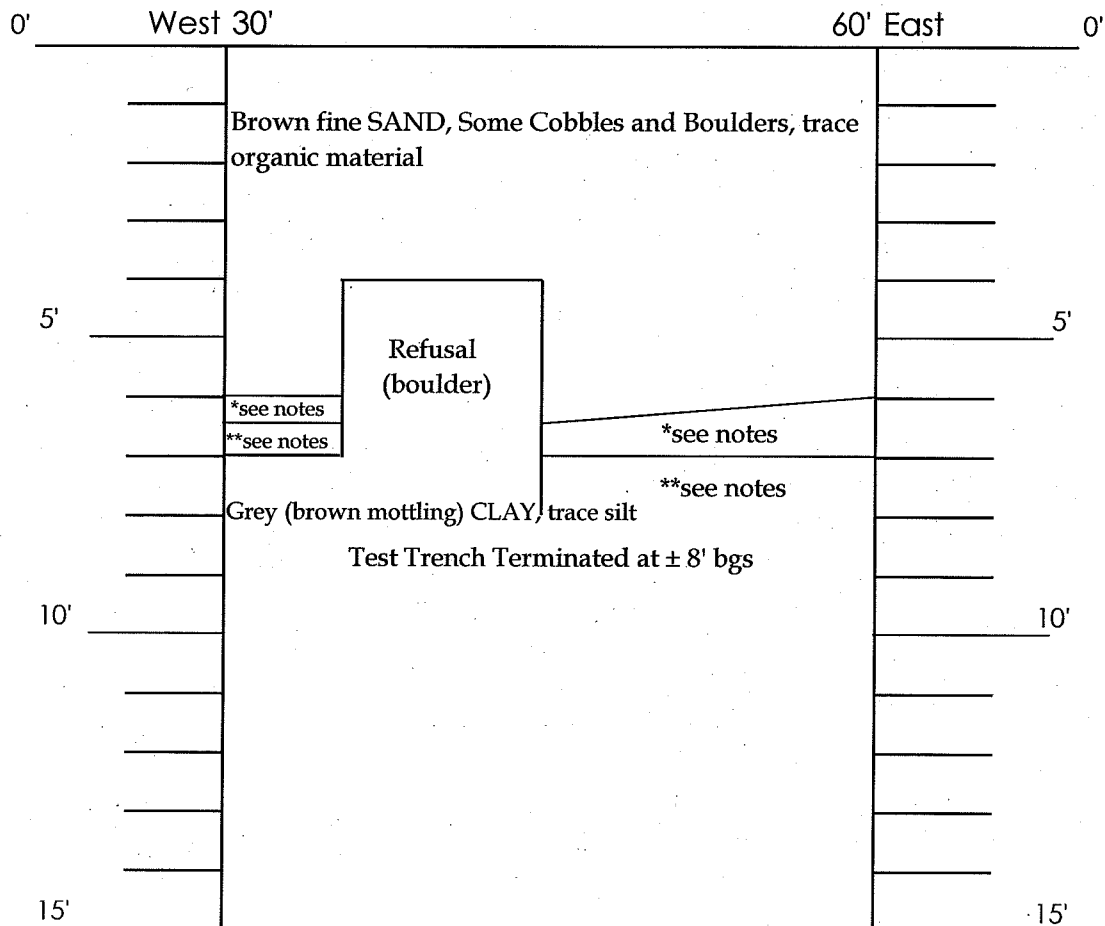 0' West 30' 60' East 0'
Brown fine SAND, Some Cobbles and Boulders, trace
organic material
5' 5'
Refusal
(boulder)
*see notes
*see notes
**see notes
**see notes
Grey (brown mottling) CLAY, trace silt
Test Trench Terminated at ± 8' bgs
10' 10'
15' 15'